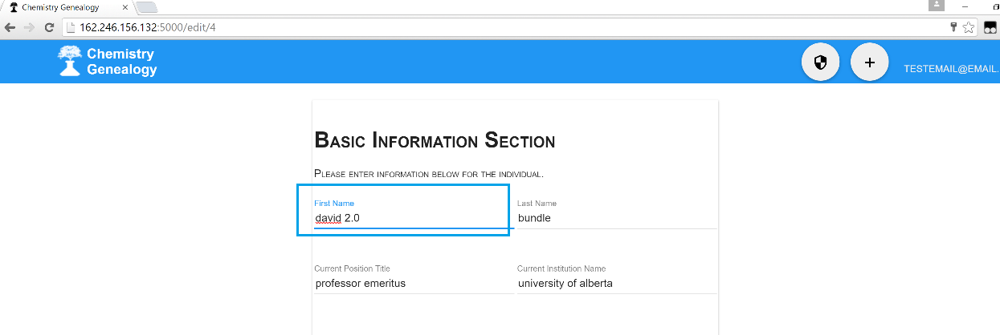 Chemistry Genealogy
162.246.156.132:5000/edit/4
Chemistry
Genealogy
TESTEMAIL@EMAIL.
Basic Information Section
Please enter information below for the individual.
First Name
david 2.0
Last Name
bundle
Current Position Title
professor emeritus
Current Institution Name
university of alberta